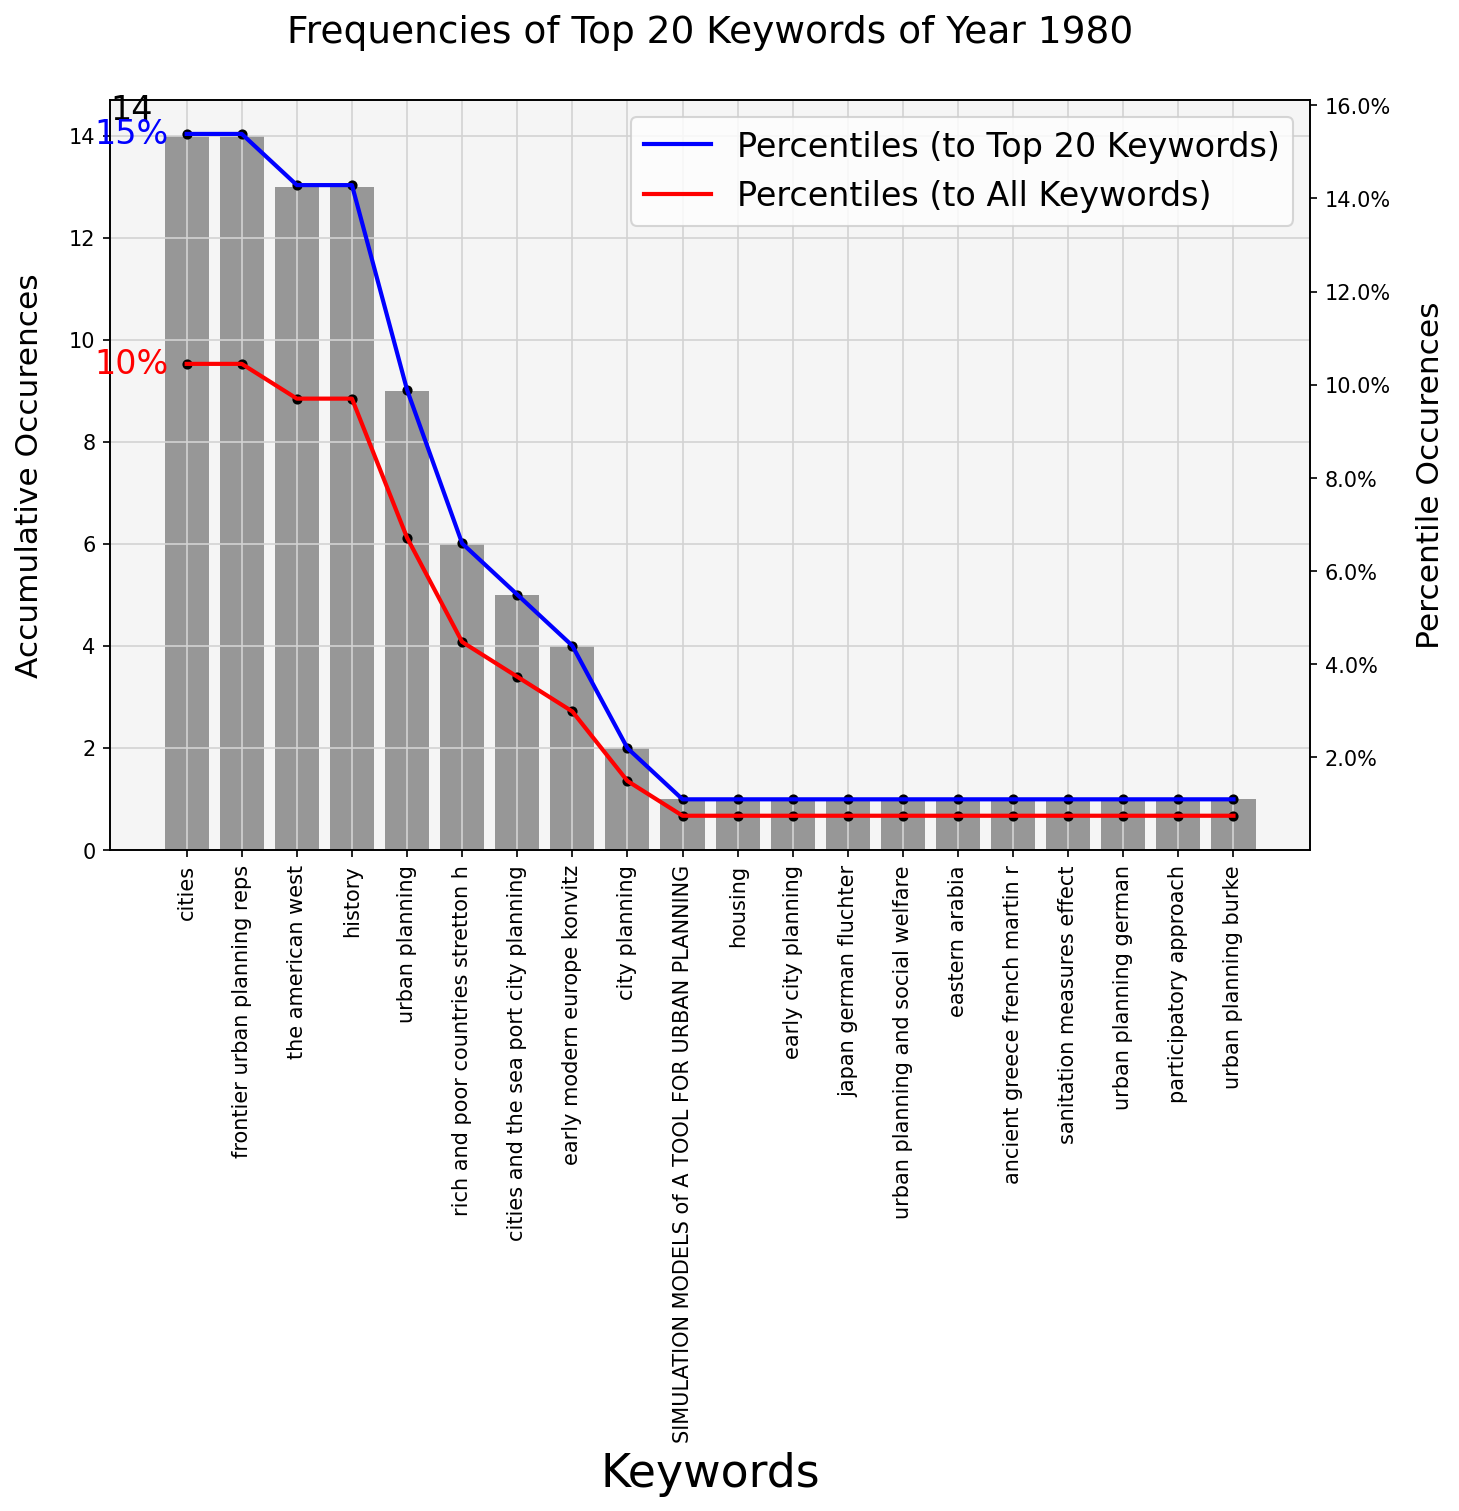 Frequencies of Top 20 Keywords of Year 1980
14
15%
10%
Percentiles (to Top 20 Keywords)
Percentiles (to All Keywords)
Accumulative Occurences
14
12
10
8
6
4
2
0
16.0%
14.0%
12.0%
10.0%
8.0%
6.0%
4.0%
2.0%
Percentile Occurences
cities
frontier urban planning reps
the american west
history
urban planning
rich and poor countries stretton h
cities and the sea port city planning
early modern europe konvitz
city planning
SIMULATION MODELS of A TOOL FOR URBAN PLANNING
housing
early city planning
japan german fluchter
urban planning and social welfare
eastern arabia
ancient greece french martin r
sanitation measures effect
urban planning german
participatory approach
urban planning burke
Keywords